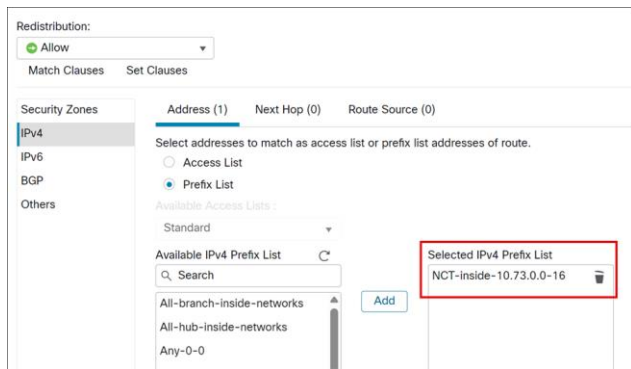 Redistribution:
Allow
Match Clauses Set Clauses
Security Zones
IPv4
IPv6
BGP
Others
Address (1) Next Hop (0) Route Source (0)
Select addresses to match as access list or prefix list addresses of route.
Access List
Prefix List
Available Access Lists :
Standard
Available IPv4 Prefix List
Search
All-branch-inside-networks
All-hub-inside-networks
Any-0-0
Add
Selected IPv4 Prefix List
NCT-inside-10.73.0.0-16